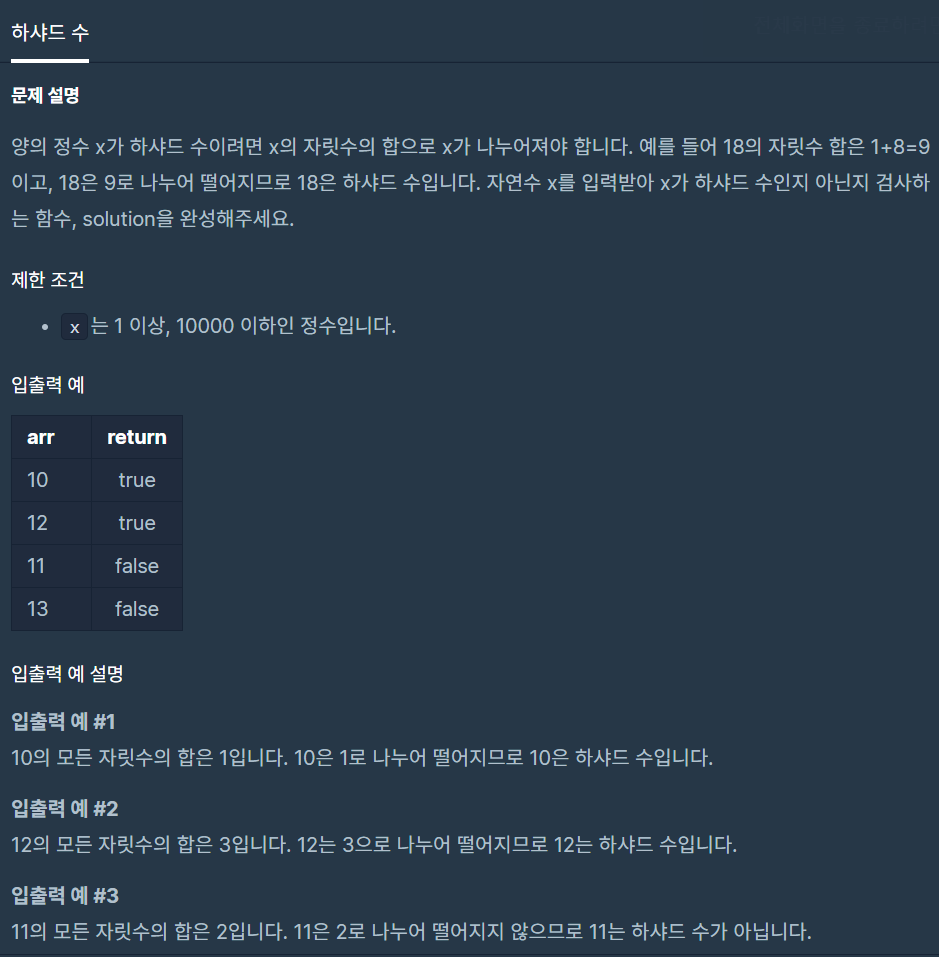 하샤드 수
문제 설명
양의 정수 x가 하샤드 수이려면 x의 자릿수의 합으로 x가 나누어져야 합니다. 예를 들어 18의 자릿수 합은 1+8=9
이고, 18은 9로 나누어 떨어지므로 18은 하샤드 수입니다. 자연수 x를 입력받아 x가 하샤드 수인지 아닌지 검사하
는 함수, solution을 완성해주세요.
제한 조건
• x 는 1 이상, 10000 이하인 정수입니다.
입출력 예
arr return
10 true
12 true
11 false
13 false
입출력 예 설명
입출력 예 #1
10의 모든 자릿수의 합은 1입니다. 10은 1로 나누어 떨어지므로 10은 하샤드 수입니다.
입출력 예 #2
12의 모든 자릿수의 합은 3입니다. 12는 3으로 나누어 떨어지므로 12는 하샤드 수입니다.
입출력 예 #3
11의 모든 자릿수의 합은 2입니다. 11은 2로 나누어 떨어지지 않으므로 11는 하샤드 수가 아닙니다.